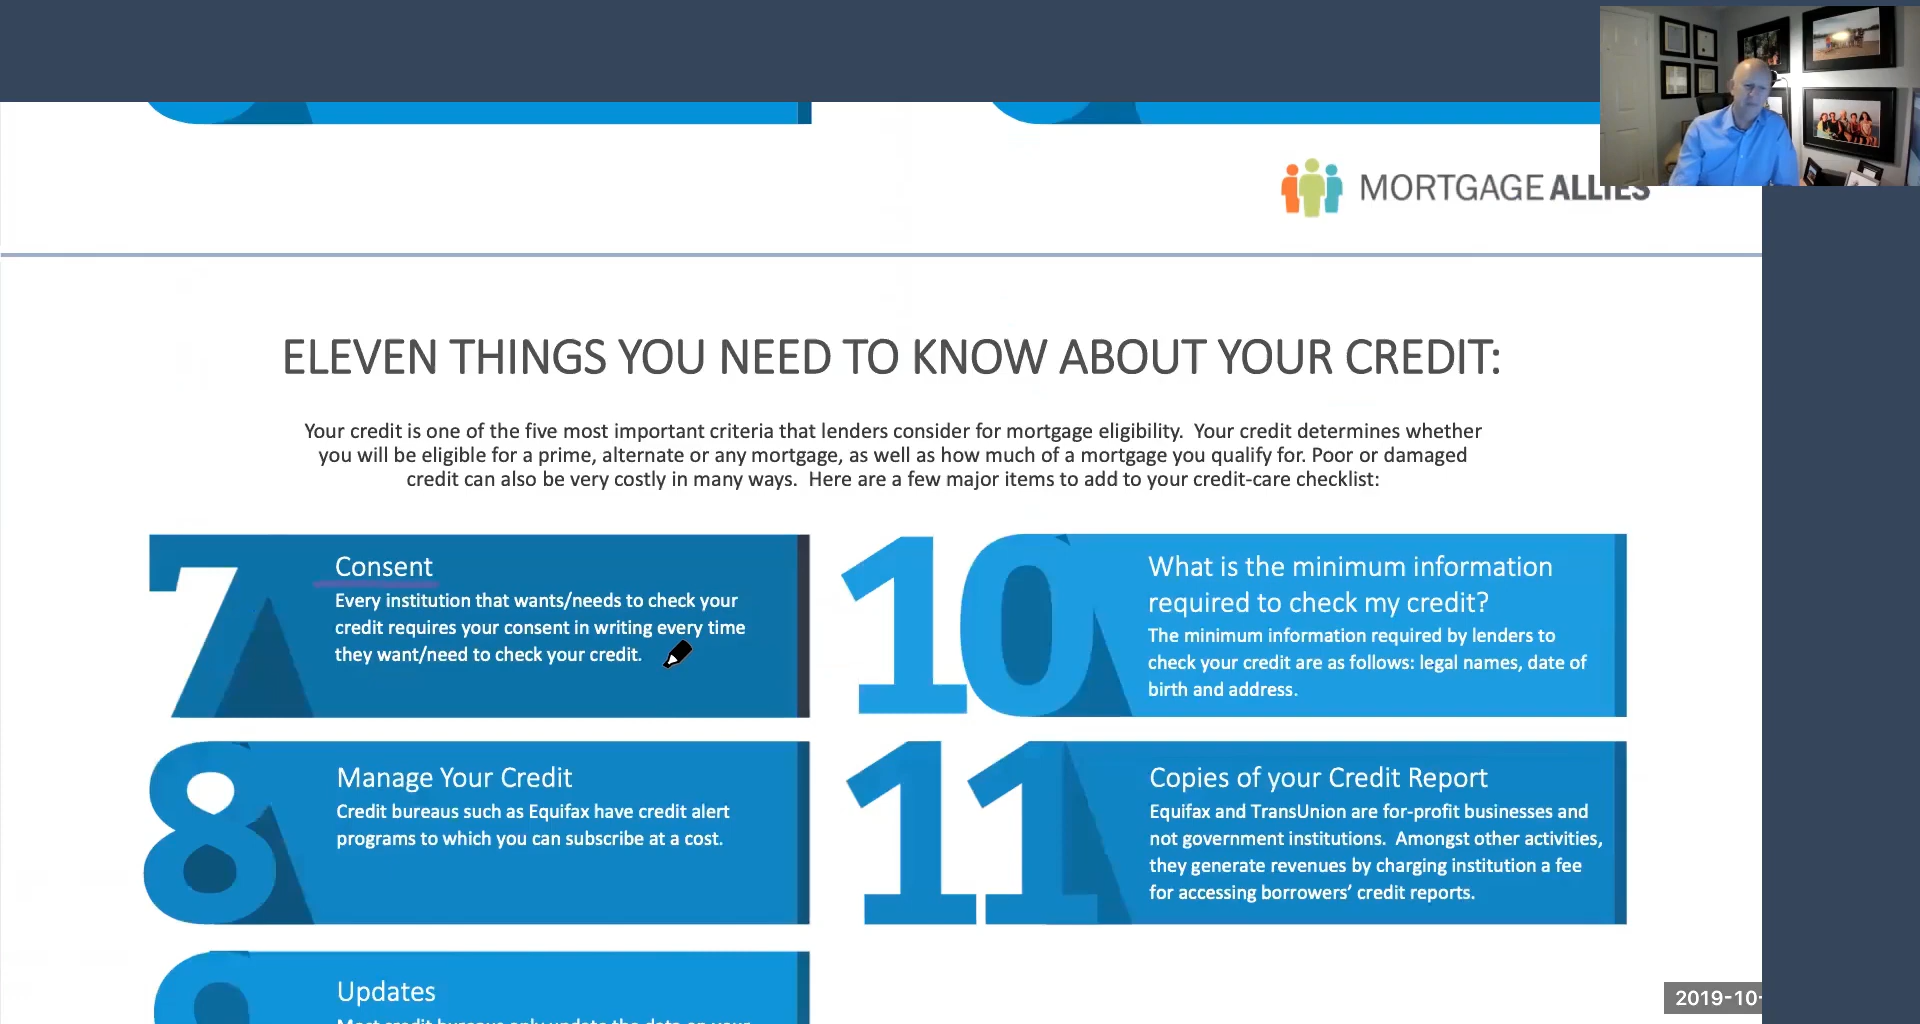 MORTGAGE ALLIES
ELEVEN THINGS YOU NEED TO KNOW ABOUT YOUR CREDIT:
Your credit is one of the five most important criteria that lenders consider for mortgage eligibility.  Your credit determines whether
you will be eligible for a prime, alternate or any mortgage, as well as how much of a mortgage you qualify for. Poor or damaged
credit can also be very costly in many ways.  Here are a few major items to add to your credit-care checklist:
7
Consent
Every institution that wants/needs to check your
credit requires your consent in writing every time
they want/need to check your credit.
8
Manage Your Credit
Credit bureaus such as Equifax have credit alert
programs to which you can subscribe at a cost.
Updates
Most credit bureaus only update the data on your
10
What is the minimum information
required to check my credit?
The minimum information required by lenders to
check your credit are as follows: legal names, date of
birth and address.
11
Copies of your Credit Report
Equifax and TransUnion are for-profit businesses and
not government institutions.  Amongst other activities,
they generate revenues by charging institution a fee
for accessing borrowers’ credit reports.
2019-10-